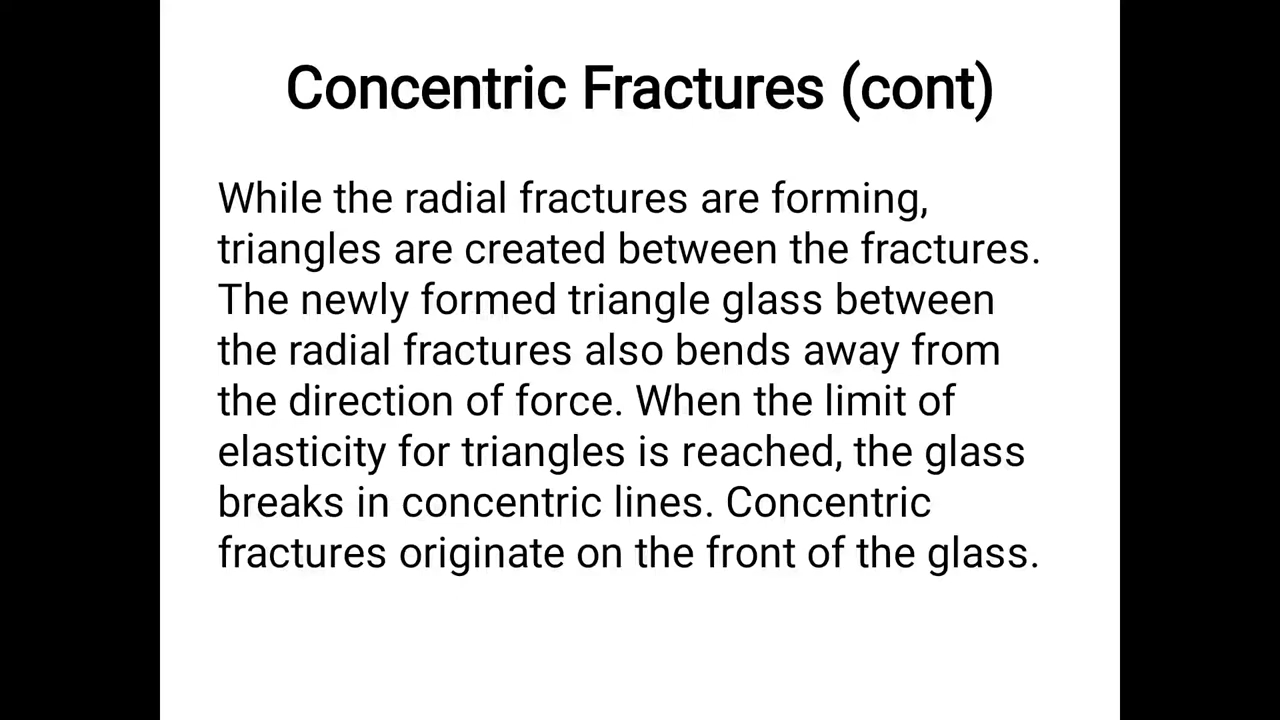 Concentric Fractures (cont)
While the radial fractures are forming,
triangles are created between the fractures.
The newly formed triangle glass between
the radial fractures also bends away from
the direction of force. When the limit of
elasticity for triangles is reached, the glass
breaks in concentric lines. Concentric
fractures originate on the front of the glass.